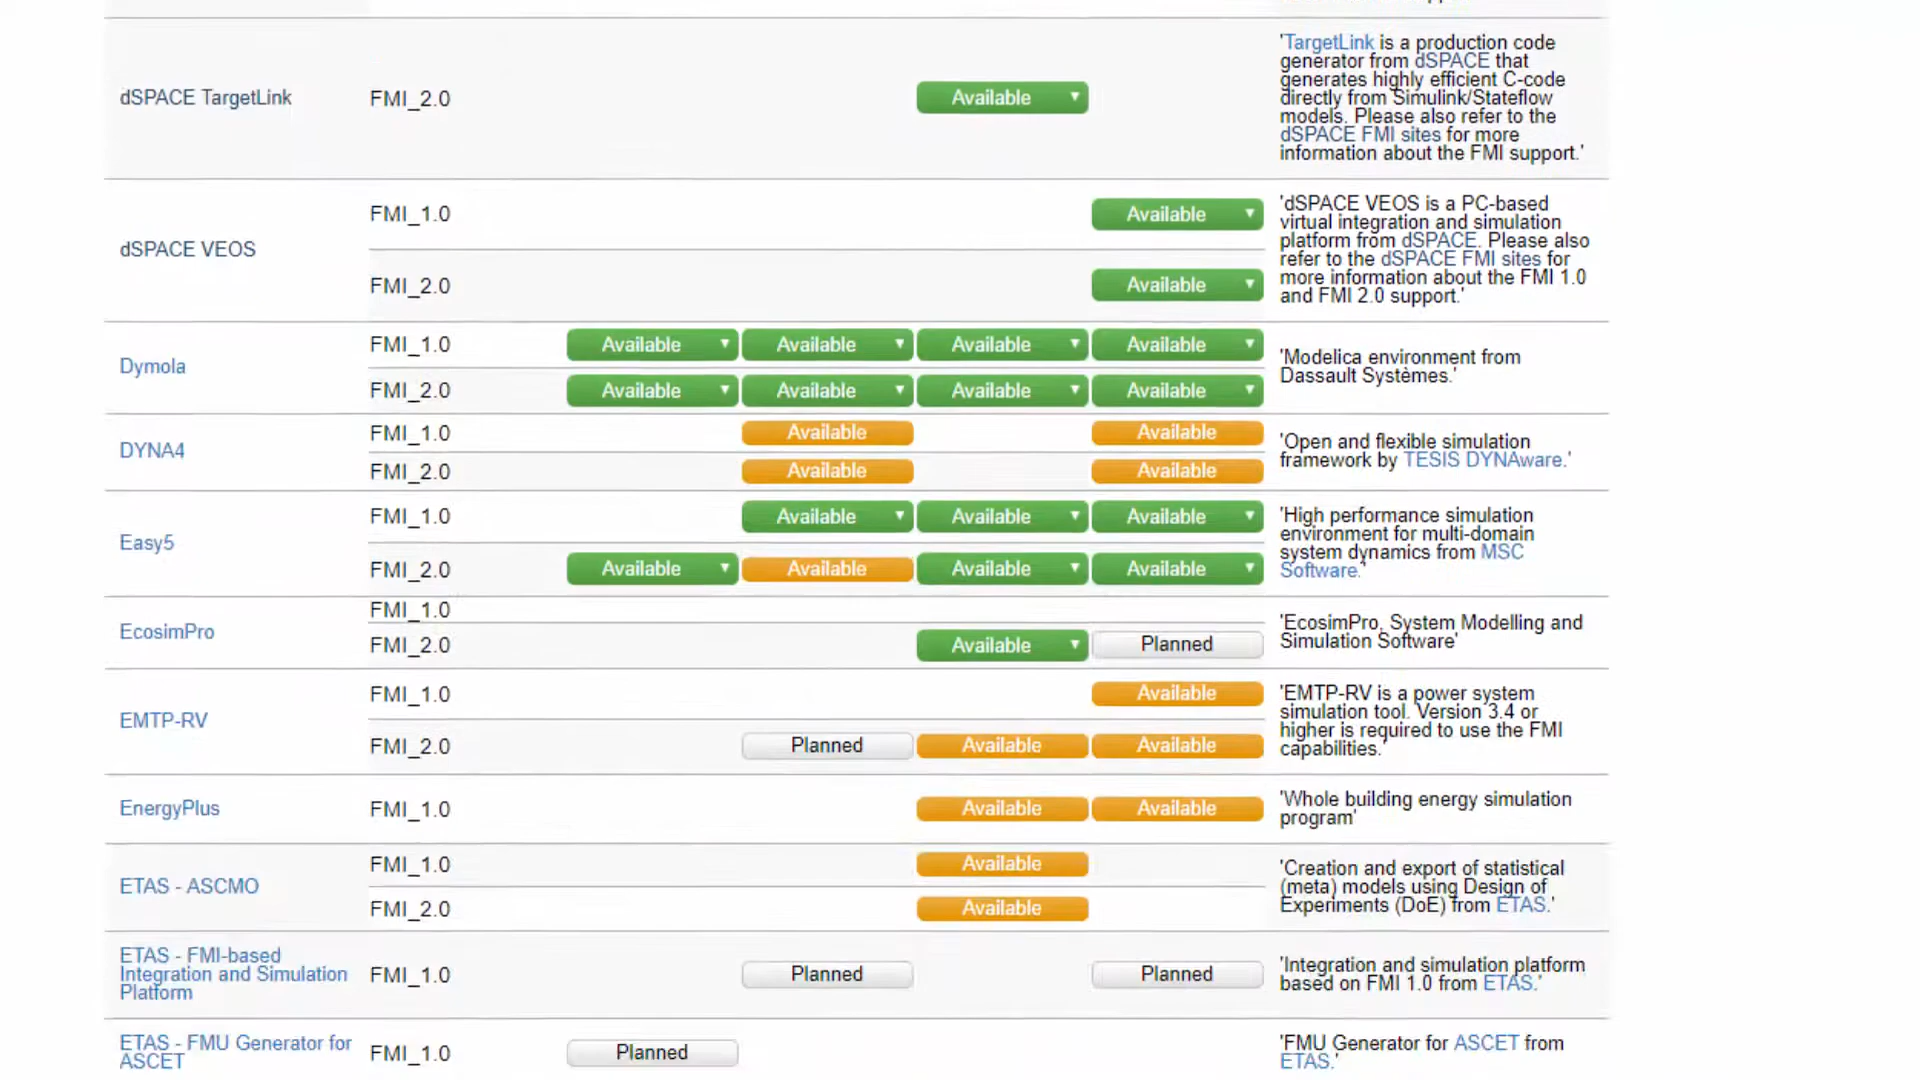 dSPACE TargetLink
FMI_2.0
Available
'TargetLink is a production code
generator from dSPACE that
generates highly efficient C-code
directly from Simulink/Stateflow
models. Please also refer to the
dSPACE FMI sites for more
information about the FMI support.'
dSPACE VEOS
FMI_1.0
Available
FMI_2.0
Available
'dSPACE VEOS is a PC-based
virtual integration and simulation
platform from dSPACE. Please also
refer to the dSPACE FMI sites for
more information about the FMI 1.0
and FMI 2.0 support.'
Dymola
FMI_1.0
Available
Available
Available
Available
FMI_2.0
Available
Available
Available
Available
'Modelica environment from
Dassault Systèmes.'
DYNA4
FMI_1.0
Available
Available
FMI_2.0
Available
Available
'Open and flexible simulation
framework by TESIS DYNAware.'
Easy5
FMI_1.0
Available
Available
Available
FMI_2.0
Available
Available
Available
Available
'High performance simulation
environment for multi-domain
system dynamics from MSC
Software.'
EcosimPro
FMI_1.0
FMI_2.0
Available
Planned
'EcosimPro, System Modelling and
Simulation Software'
EMTP-RV
FMI_1.0
Available
FMI_2.0
Planned
Available
Available
'EMTP-RV is a power system
simulation tool. Version 3.4 or
higher is required to use the FMI
capabilities.'
EnergyPlus
FMI_1.0
Available
Available
'Whole building energy simulation
program'
ETAS - ASCMO
FMI_1.0
Available
FMI_2.0
Available
'Creation and export of statistical
(meta) models using Design of
Experiments (DoE) from ETAS.'
ETAS - FMI-based
Integration and Simulation
Platform
FMI_1.0
Planned
Planned
'Integration and simulation platform
based on FMI 1.0 from ETAS.'
ETAS - FMU Generator for
ASCET
FMI_1.0
Planned
'FMU Generator for ASCET from
ETAS.'